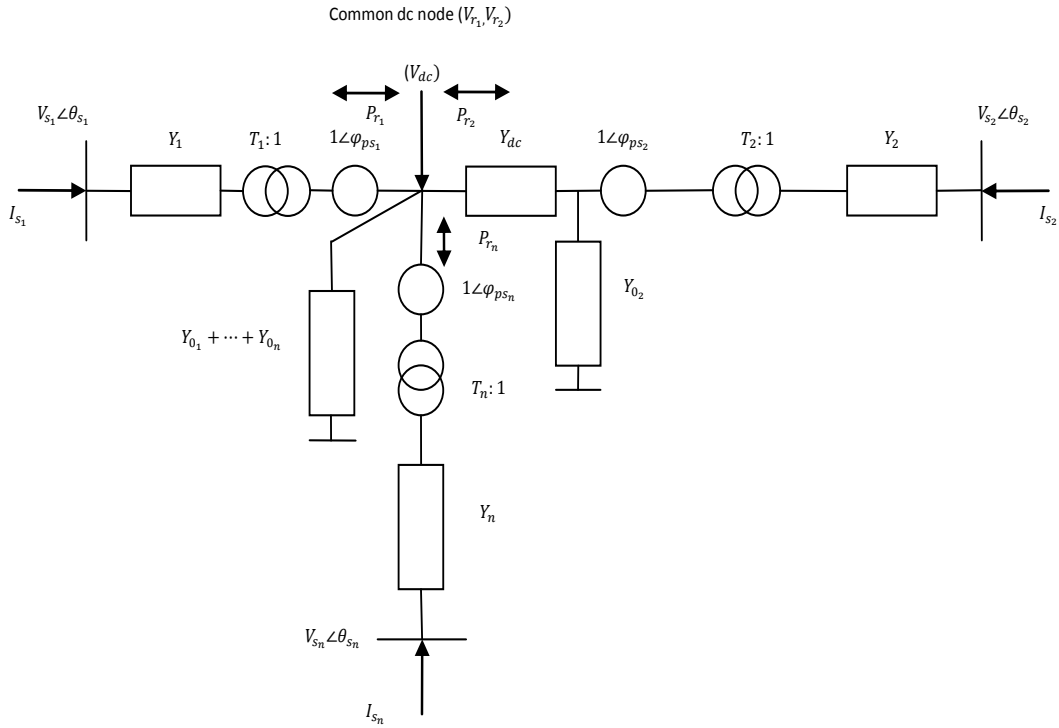 Common dc node (V_{r_1,}V_{r_2})
(V_{dc})
P_{r_1}
P_{r_2}
V_{s_1}∠θ_{s_1}
V_{s_2}∠θ_{s_2}
Y_1
T_1: 1
1∠φ_{ps_1}
Y_{dc}
1∠φ_{ps_2}
T_2: 1
Y_2
I_{s_1}
I_{s_2}
P_{r_n}
1∠φ_{ps_n}
Y_{0_2}
Y_{0_1} + ⋯ + Y_{0_n}
T_n: 1
Y_n
V_{s_n}∠θ_{s_n}
I_{s_n}